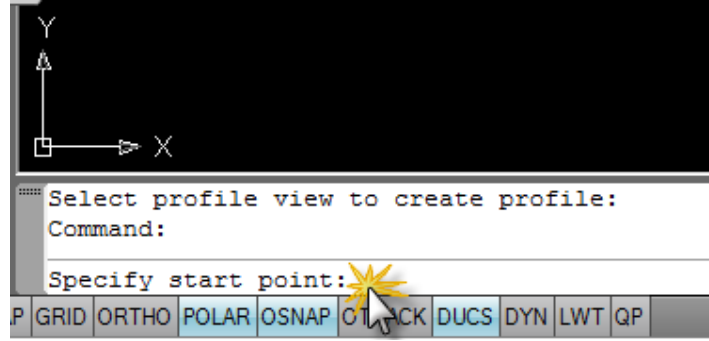 Y
X
Select profile view to create profile:
Command:
Specify start point:
P GRID ORTHO POLAR OSNAP DUCS DYN LWT QP